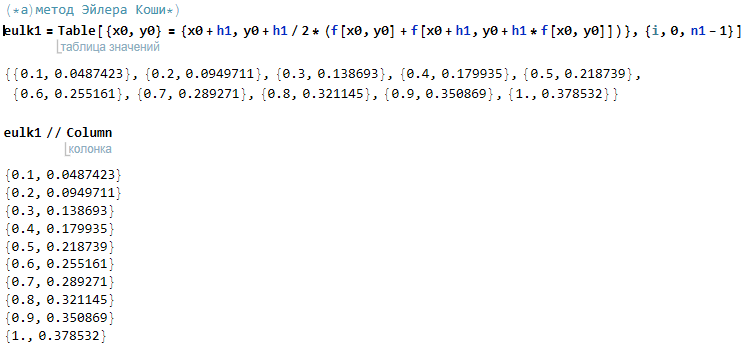 (*а)метод Эйлера Коши*)
eulk1 = Table[{x0, y0} = {x0 + h1, y0 + h1 / 2 * (f[x0, y0] + f[x0 + h1, y0 + h1 * f[x0, y0]])}, {i, 0, n1 - 1}]
таблица значений
{{0.1, 0.0487423}, {0.2, 0.0949711}, {0.3, 0.138693}, {0.4, 0.179935}, {0.5, 0.218739},
{0.6, 0.255161}, {0.7, 0.289271}, {0.8, 0.321145}, {0.9, 0.350869}, {1., 0.378532}}
eulk1 // Column
колонка
{0.1, 0.0487423}
{0.2, 0.0949711}
{0.3, 0.138693}
{0.4, 0.179935}
{0.5, 0.218739}
{0.6, 0.255161}
{0.7, 0.289271}
{0.8, 0.321145}
{0.9, 0.350869}
{1., 0.378532}